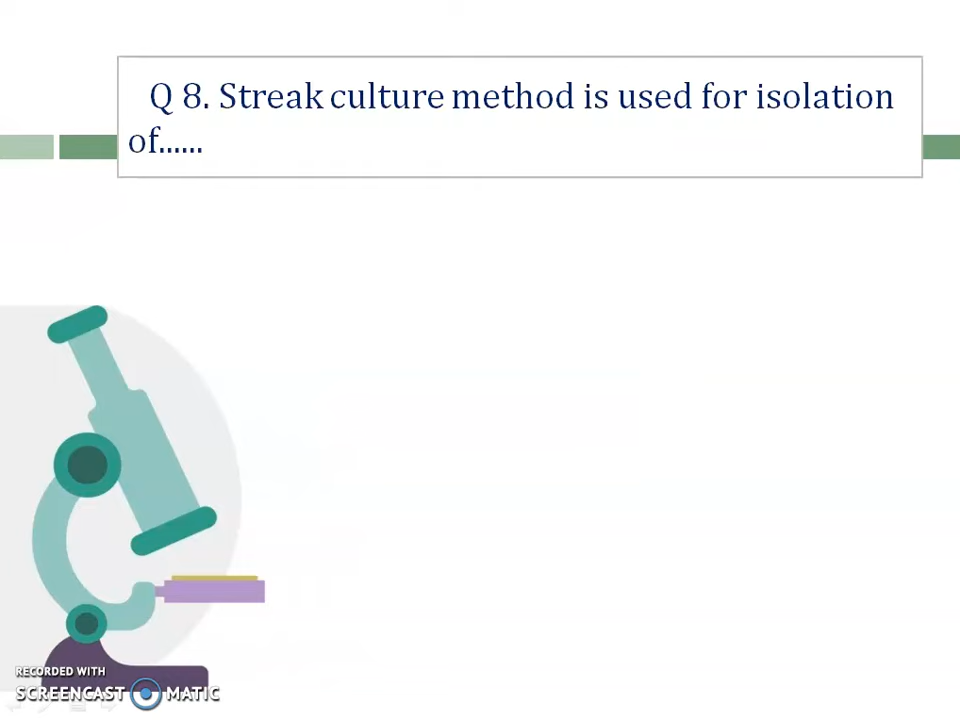 Q 8. Streak culture method is used for isolation
of......
RECORDED WITH
SCREENCAST MATIC